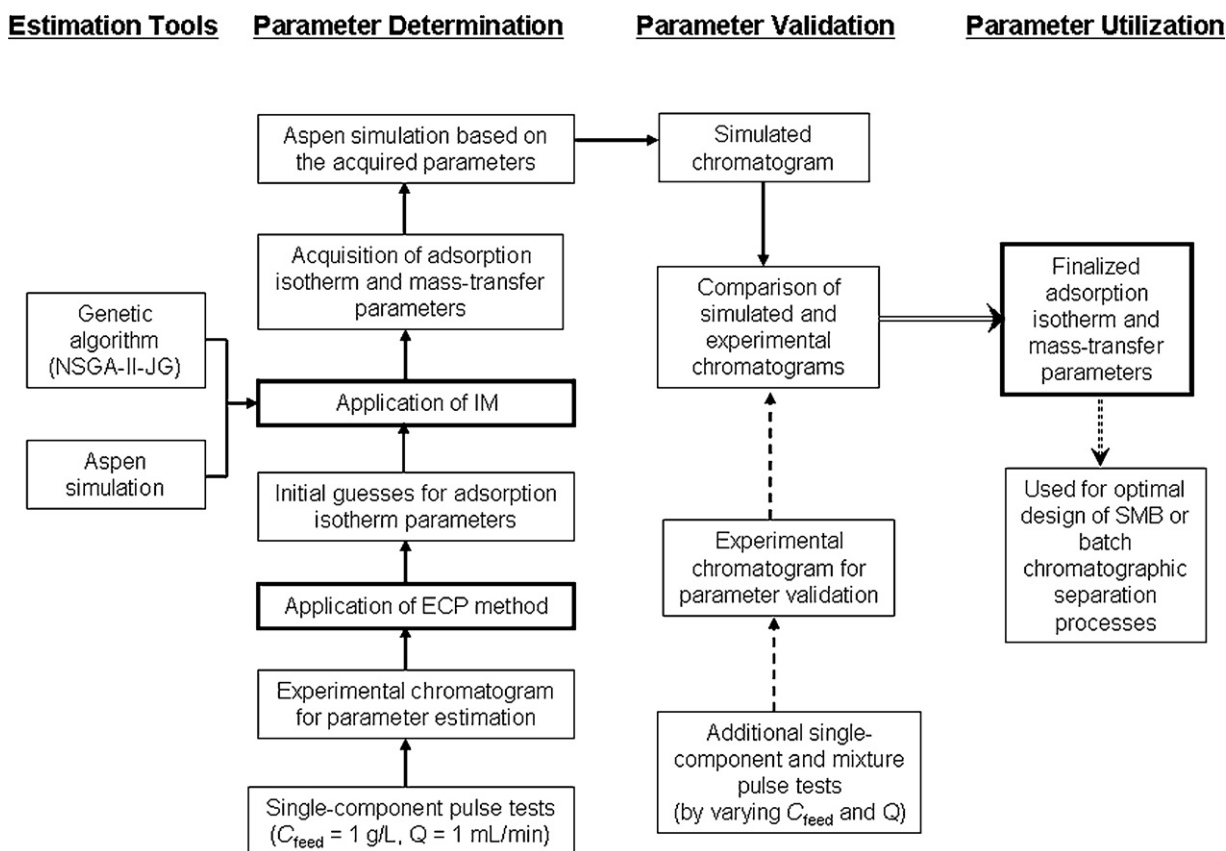 Estimation Tools
Parameter Determination
Parameter Validation
Parameter Utilization
Genetic
algorithm
(NSGA-II-JG)
Aspen
simulation
Aspen simulation based on
the acquired parameters
Acquisition of adsorption
isotherm and mass-transfer
parameters
Application of IM
Initial guesses for adsorption
isotherm parameters
Application of ECP method
Experimental chromatogram
for parameter estimation
Single-component pulse tests
(Cfeed = 1 g/L, Q = 1 mL/min)
Simulated
chromatogram
Comparison of
simulated and
experimental
chromatograms
Experimental
chromatogram for
parameter validation
Additional single-
component and mixture
pulse tests
(by varying Cfeed and Q)
Finalized
adsorption
isotherm and
mass-transfer
parameters
Used for optimal
design of SMB or
batch
chromatographic
separation
processes